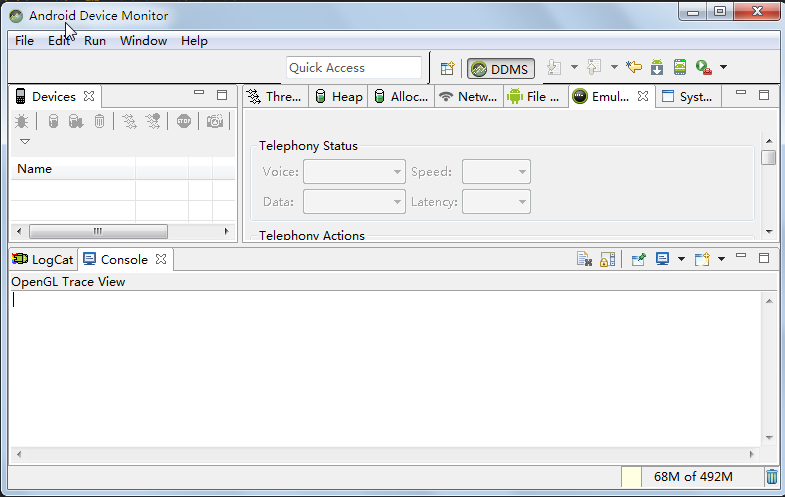 Android Device Monitor
File Edit Run Window Help
Quick Access DDMS
Devices Thre... Heap Alloc... Netw... File ... Emul... Syst...
Name
Telephony Status
Voice: Speed:
Data: Latency:
Telephony Actions
LogCat Console
OpenGL Trace View
68M of 492M